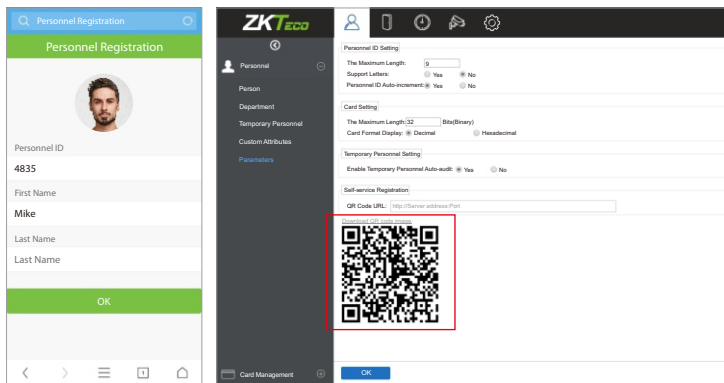 Personnel Registration
Personnel Registration
Personnel ID
4835
First Name
Mike
Last Name
Last Name
OK
1
ZKTeco
Personnel
Person
Department
Temporary Personnel
Custom Attributes
Parameters
Card Management
Personnel ID Setting
The Maximum Length: 9
Support Letters: Yes No
Personnel ID Auto-increment: Yes No
Card Setting
The Maximum Length: 32 Bits(Binary)
Card Format Display: Decimal Hexadecimal
Temporary Personnel Setting
Enable Temporary Personnel Auto-audit: Yes No
Self-service Registration
QR Code URL: http://Server address:Port
Download QR code image
OK